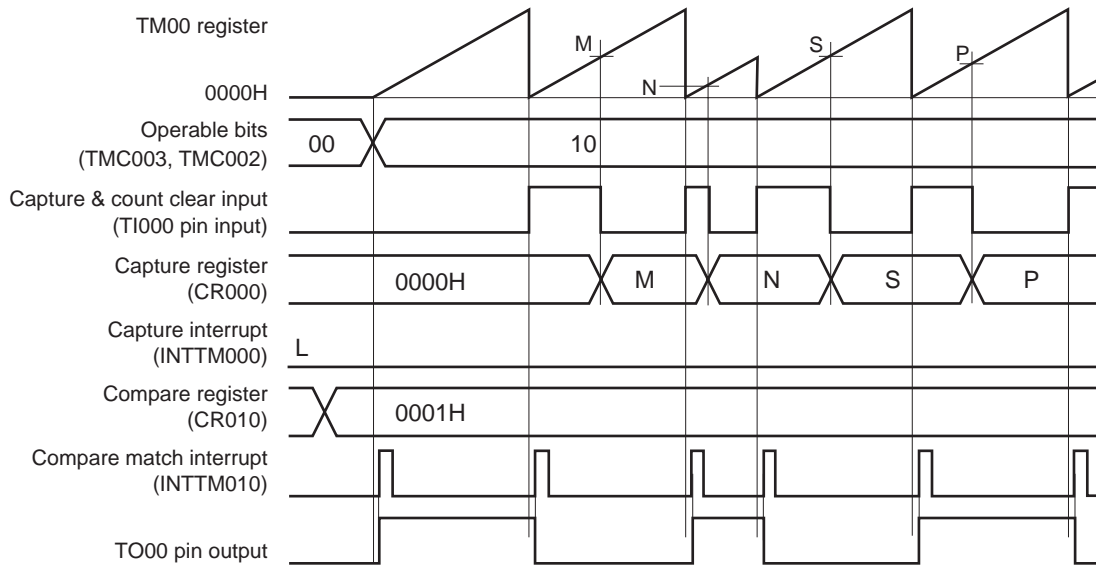 TM00 register
M
S
P
N
0000H
Operable bits
(TMC003, TMC002)
00
10
Capture & count clear input
(TI000 pin input)
Capture register
(CR000)
0000H
M
N
S
P
Capture interrupt
(INTTM000)
L
Compare register
(CR010)
0001H
Compare match interrupt
(INTTM010)
TO00 pin output